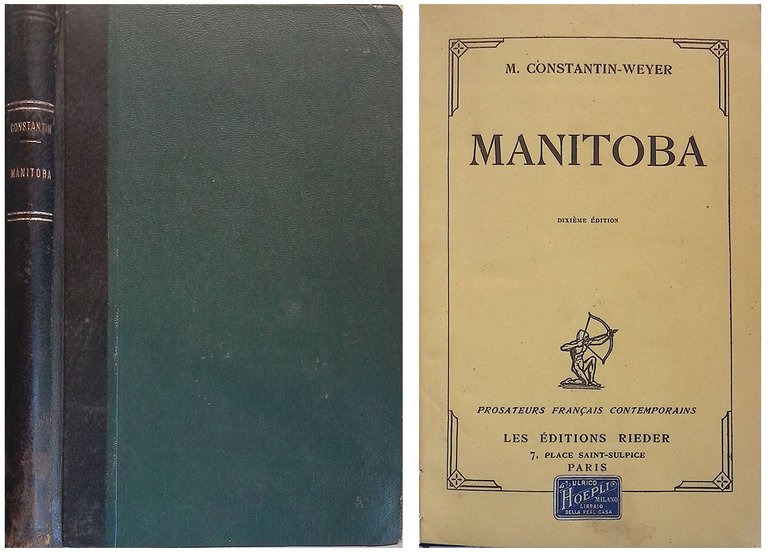 CONSTANTIN
MANITOBA
M. CONSTANTIN-WEYER
MANITOBA
DIXIÈME ÉDITION
PROSATEURS FRANÇAIS CONTEMPORAINS
LES ÉDITIONS RIEDER
7, PLACE SAINT-SULPICE
PARIS
ULRICO
HOEPLI
MILANO
LIBRAIO
DELLA REAL CASA